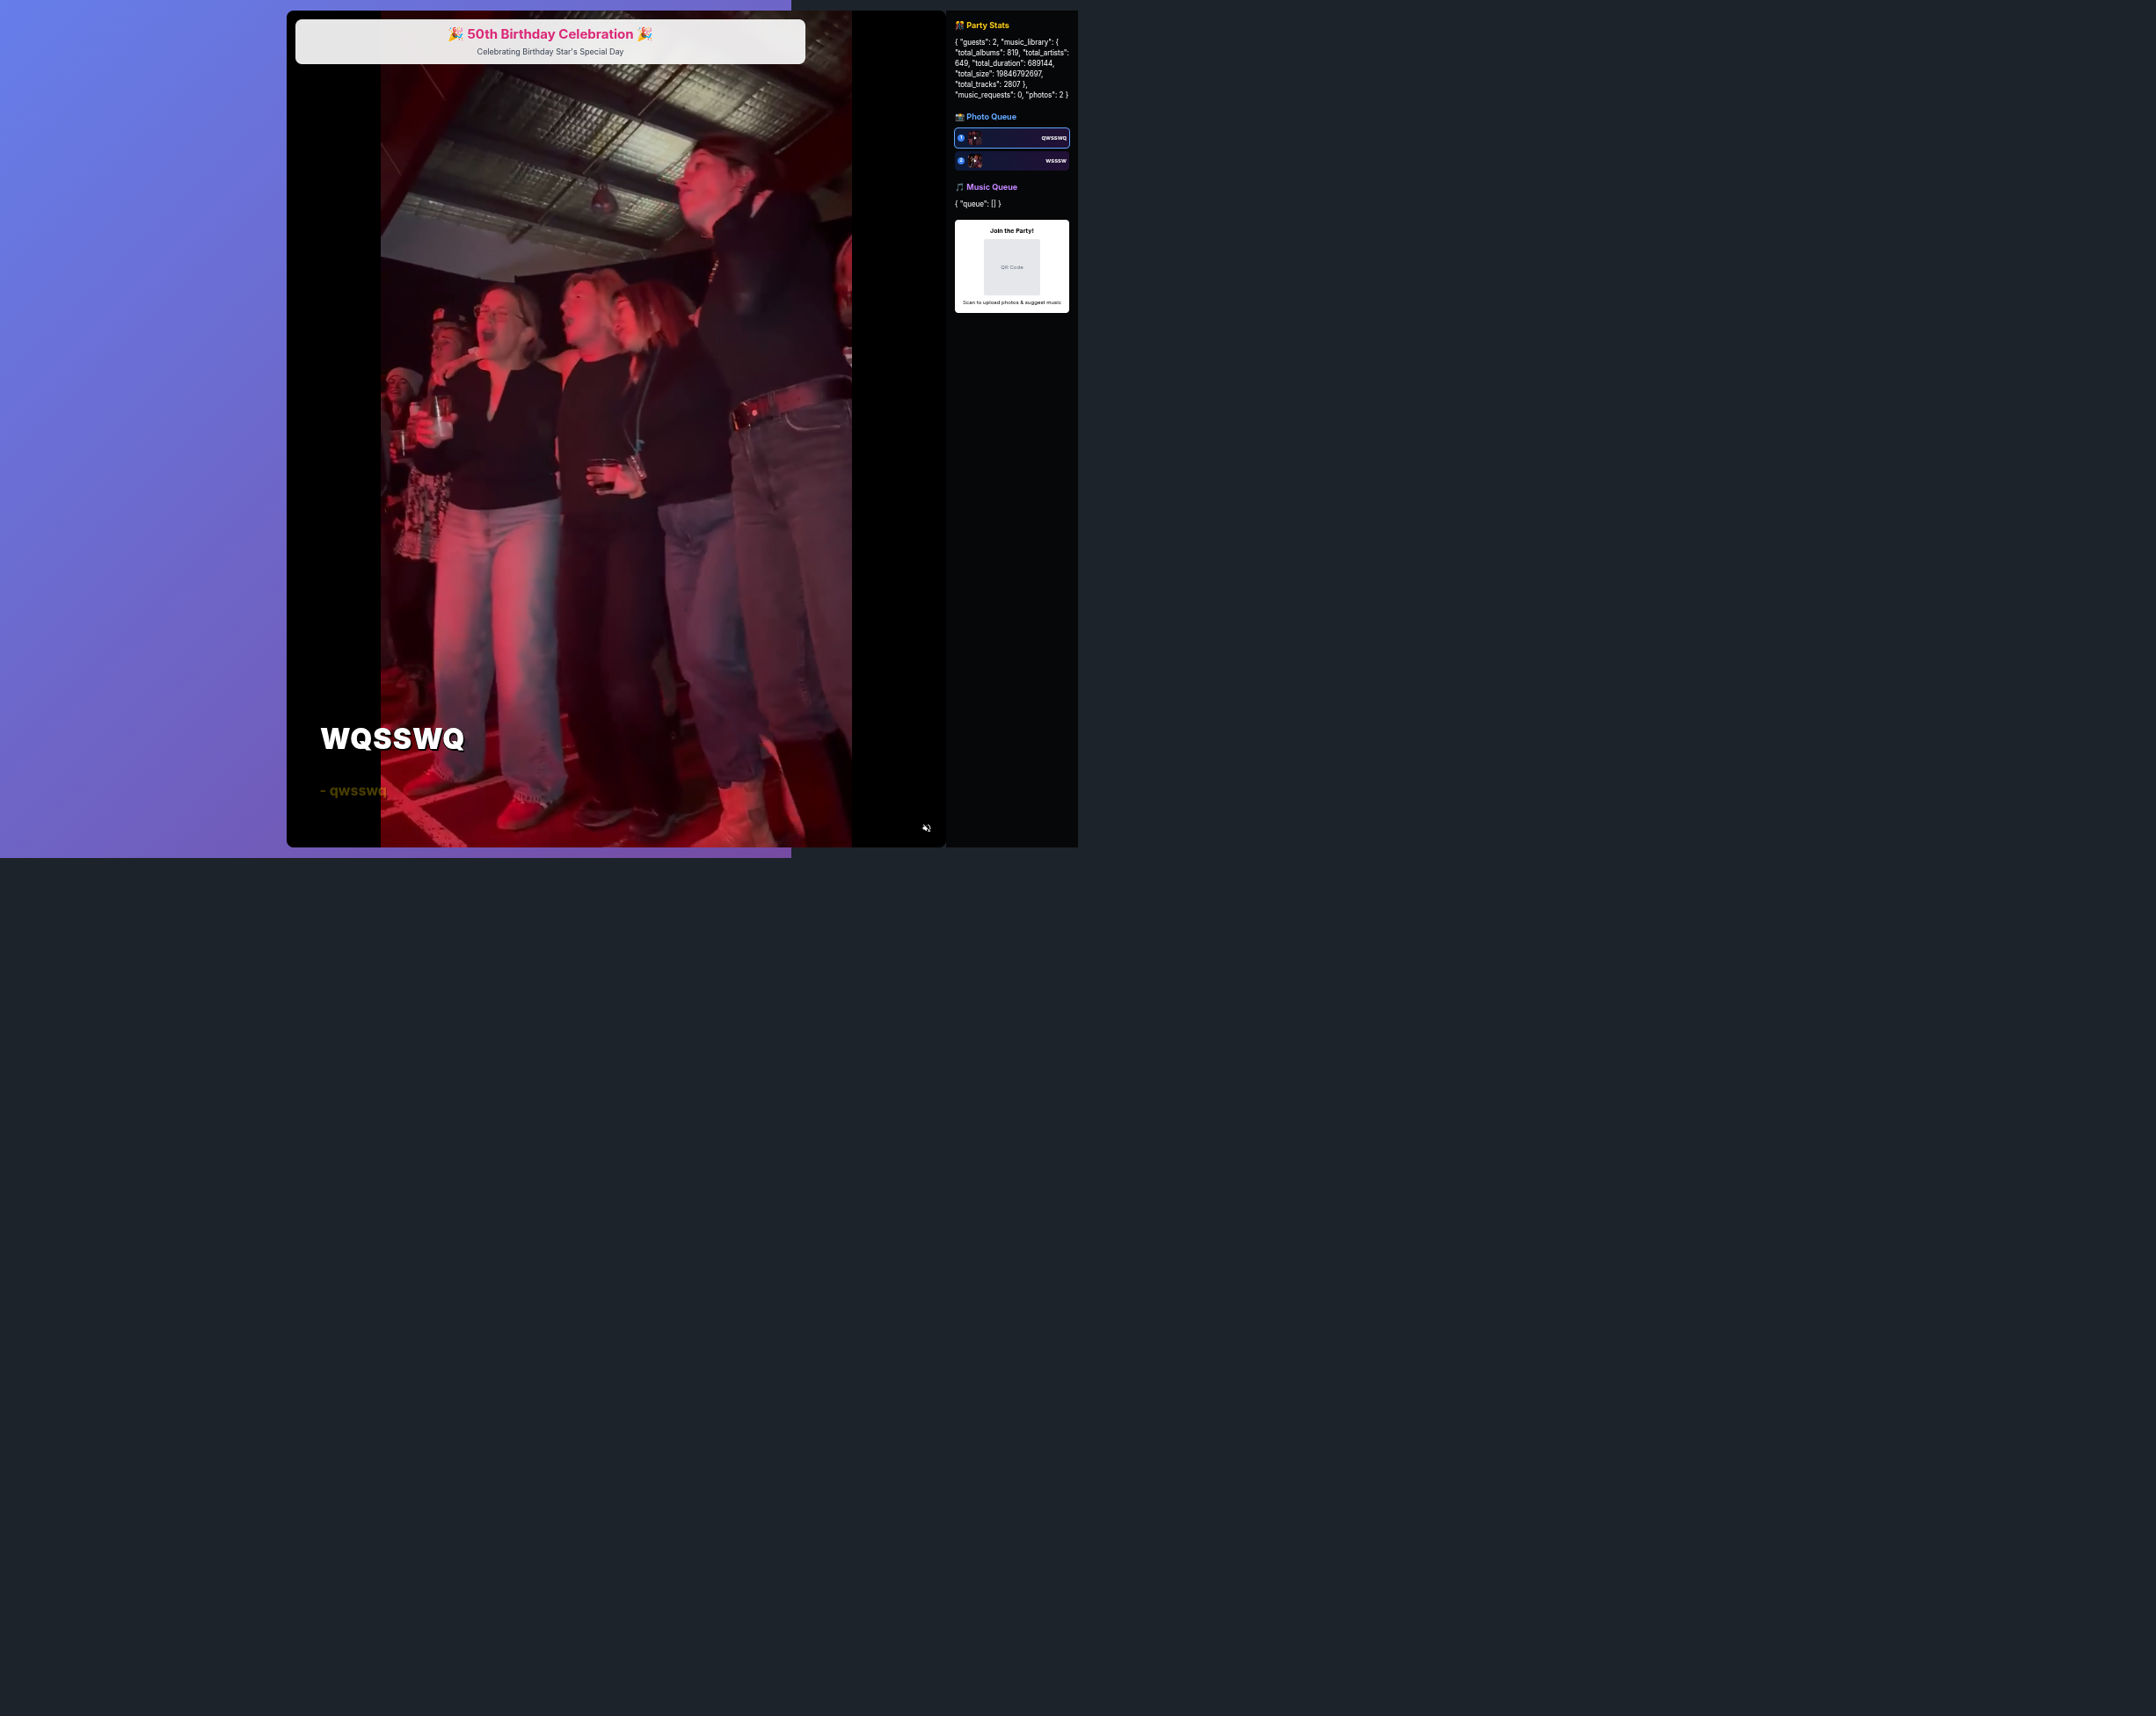 🎉 50th Birthday Celebration 🎉
Celebrating Birthday Star's Special Day
WQSSWQ
- qwsswq
🎊 Party Stats
{ "guests": 2, "music_library": {
"total_albums": 819, "total_artists":
649, "total_duration": 689144,
"total_size": 19846792697,
"total_tracks": 2807 },
"music_requests": 0, "photos": 2 }
📸 Photo Queue
1 qwsswq
2 wsssw
🎵 Music Queue
{ "queue": [] }
Join the Party!
QR Code
Scan to upload photos & suggest music